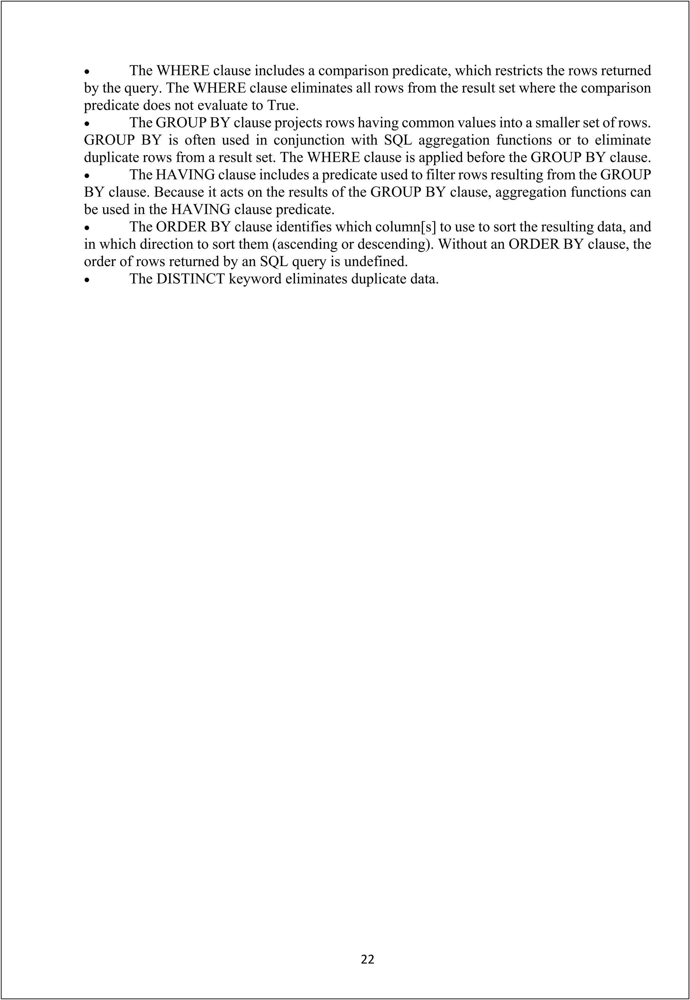 • The WHERE clause includes a comparison predicate, which restricts the rows returned
by the query. The WHERE clause eliminates all rows from the result set where the comparison
predicate does not evaluate to True.
• The GROUP BY clause projects rows having common values into a smaller set of rows.
GROUP BY is often used in conjunction with SQL aggregation functions or to eliminate
duplicate rows from a result set. The WHERE clause is applied before the GROUP BY clause.
• The HAVING clause includes a predicate used to filter rows resulting from the GROUP
BY clause. Because it acts on the results of the GROUP BY clause, aggregation functions can
be used in the HAVING clause predicate.
• The ORDER BY clause identifies which column[s] to use to sort the resulting data, and
in which direction to sort them (ascending or descending). Without an ORDER BY clause, the
order of rows returned by an SQL query is undefined.
• The DISTINCT keyword eliminates duplicate data.
22